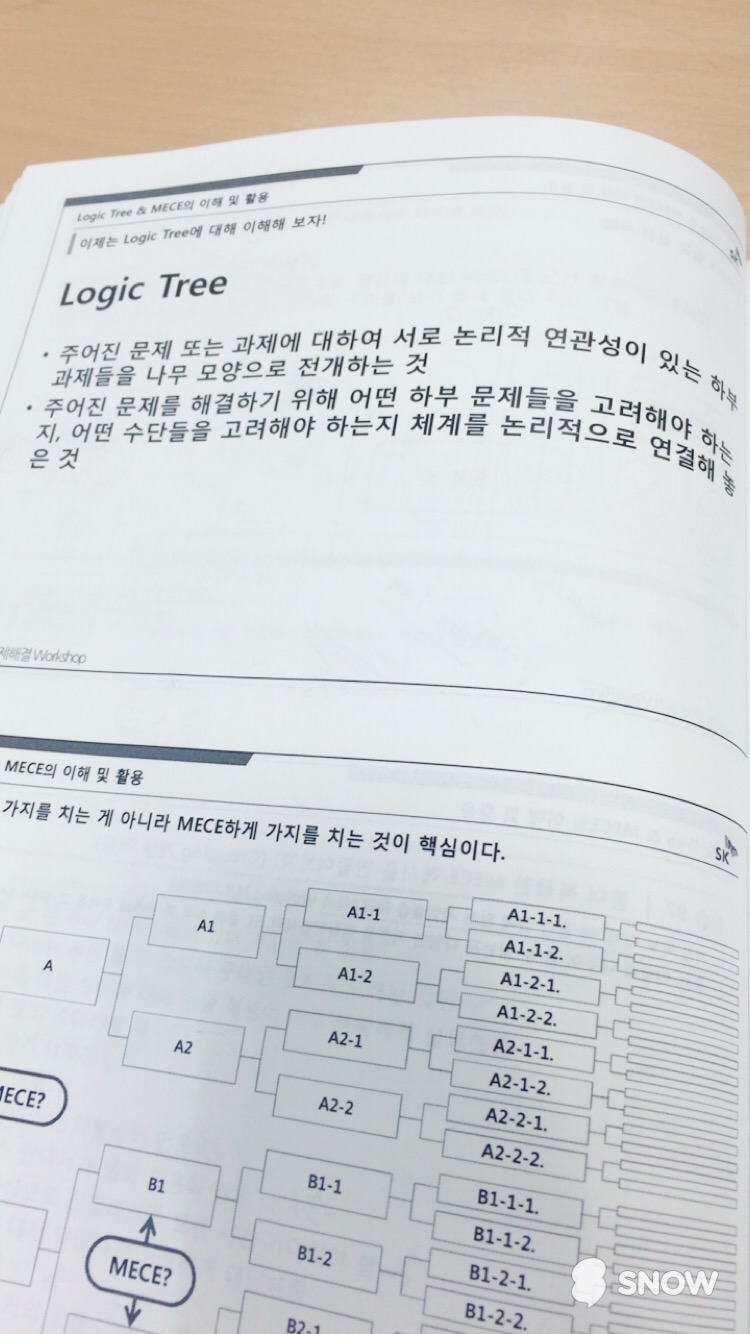 Logic Tree & MECE의 이해 및 활용
이제는 Logic Tree에 대해 이해해 보자!
Logic Tree
• 주어진 문제 또는 과제에 대하여 서로 논리적 연관성이 있는 하부
과제들을 나무 모양으로 전개하는 것
• 주어진 문제를 해결하기 위해 어떤 하부 문제들을 고려해야 하는
지, 어떤 수단들을 고려해야 하는지 체계를 논리적으로 연결해 놓
은 것
제해결 Workshop
MECE의 이해 및 활용
가지를 치는 게 아니라 MECE하게 가지를 치는 것이 핵심이다.
SK
A
A1
A1-1
A1-1-1.
A1-1-2.
A1-2
A1-2-1.
A1-2-2.
A2
A2-1
A2-1-1.
A2-1-2.
A2-2
A2-2-1.
A2-2-2.
MECE?
B1
B1-1
B1-1-1.
B1-1-2.
B1-2
B1-2-1.
B1-2-2.
MECE?
B2-1
SNOW